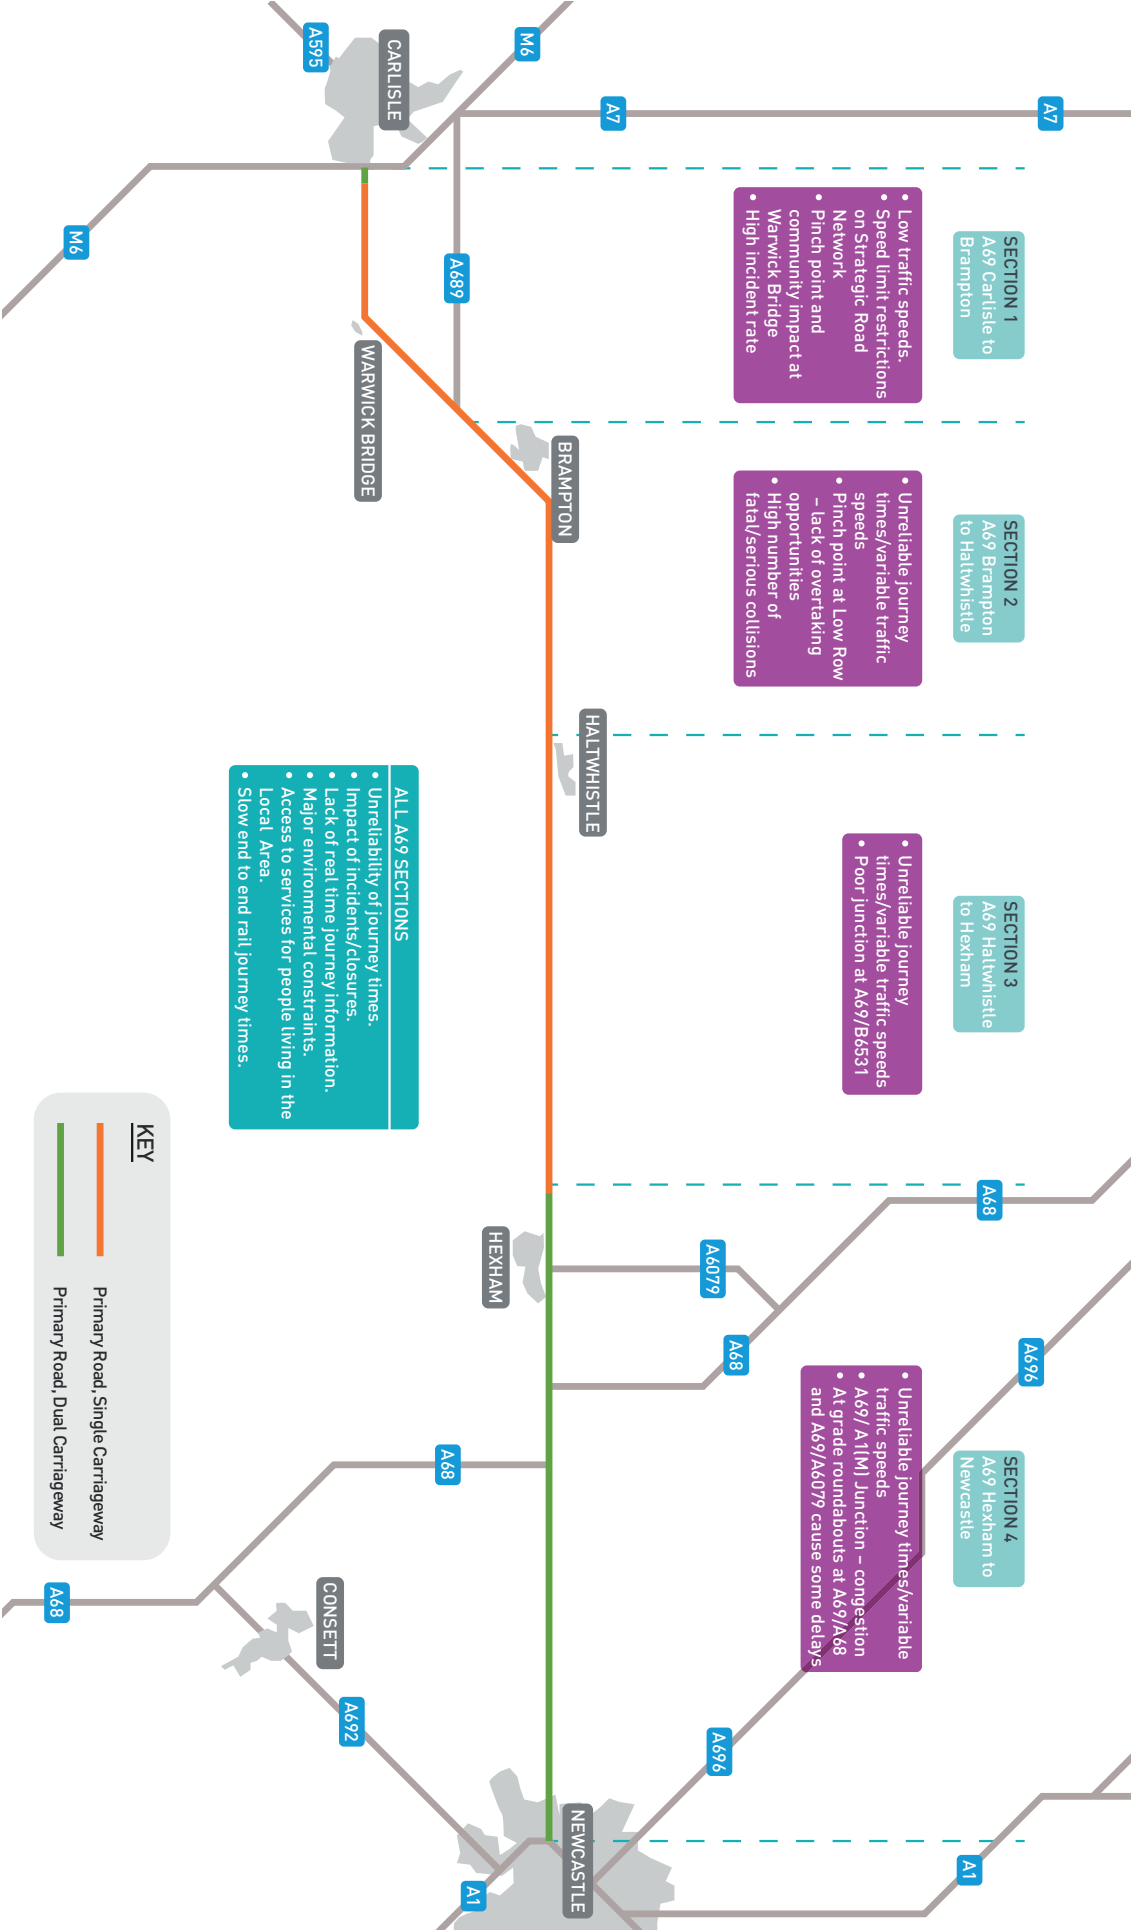 SECTION 1
A69 Carlisle to
Brampton
SECTION 2
A69 Brampton
to Haltwhistle
SECTION 3
A69 Haltwhistle
to Hexham
SECTION 4
A69 Hexham to
Newcastle
• Low traffic speeds.
• Speed limit restrictions
on Strategic Road
Network
• Pinch point and
community impact at
Warwick Bridge
• High incident rate
• Unreliable journey
times/variable traffic
speeds
• Pinch point at Low Row
– lack of overtaking
opportunities
• High number of
fatal/serious collisions
• Unreliable journey
times/variable traffic speeds
• Poor junction at A69/B6531
• Unreliable journey times/variable
traffic speeds
• A69/ A1(M) Junction – congestion
• At grade roundabouts at A69/A68
and A69/A6079 cause some delays
A7
A7
M6
A689
A595
M6
CARLISLE
WARWICK BRIDGE
BRAMPTON
HALTWHISTLE
HEXHAM
A68
A6079
A68
A696
A696
A1
NEWCASTLE
A1
A68
CONSETT
A692
A68
ALL A69 SECTIONS
• Unreliability of journey times.
• Impact of incidents/closures.
• Lack of real time journey information.
• Major environmental constraints.
• Access to services for people living in the
Local Area.
• Slow end to end rail journey times.
KEY
Primary Road, Single Carriageway
Primary Road, Dual Carriageway